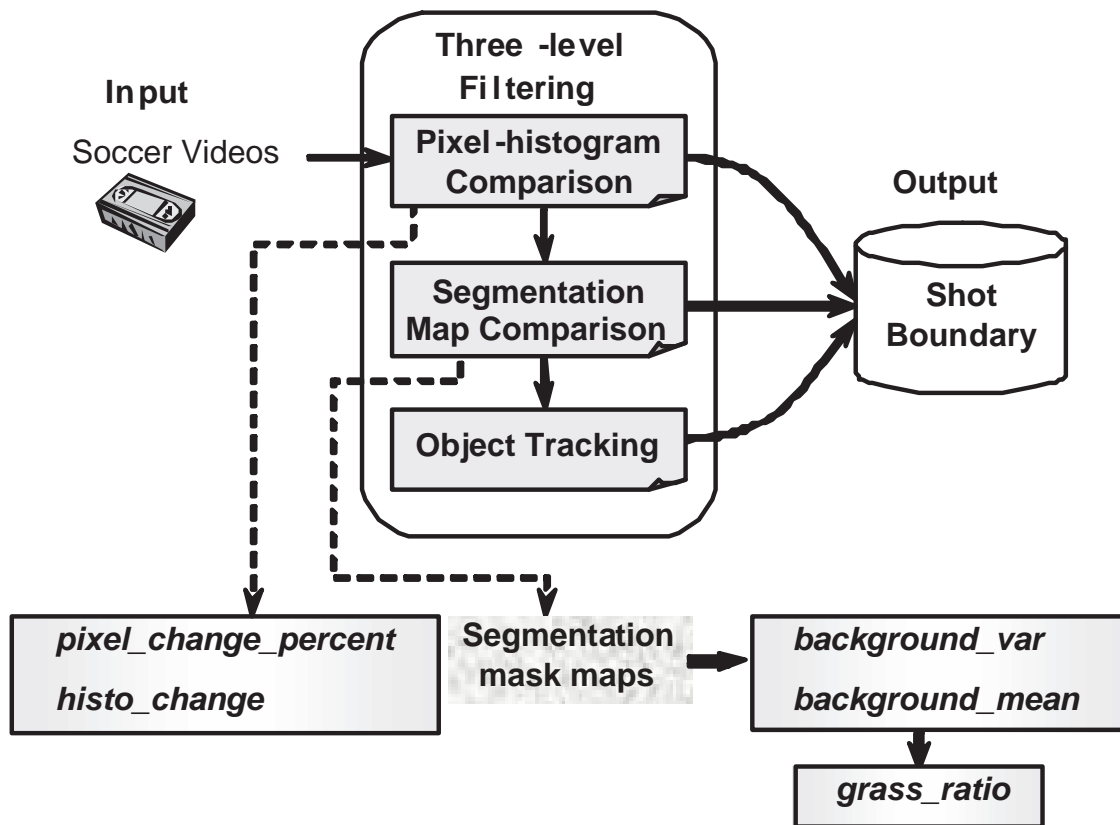 Three -level
Filtering
Input
Soccer Videos
Pixel-histogram
Comparison
Output
Segmentation
Map Comparison
Shot
Boundary
Object Tracking
pixel_change_percent
histo_change
Segmentation
mask maps
background_var
background_mean
grass_ratio